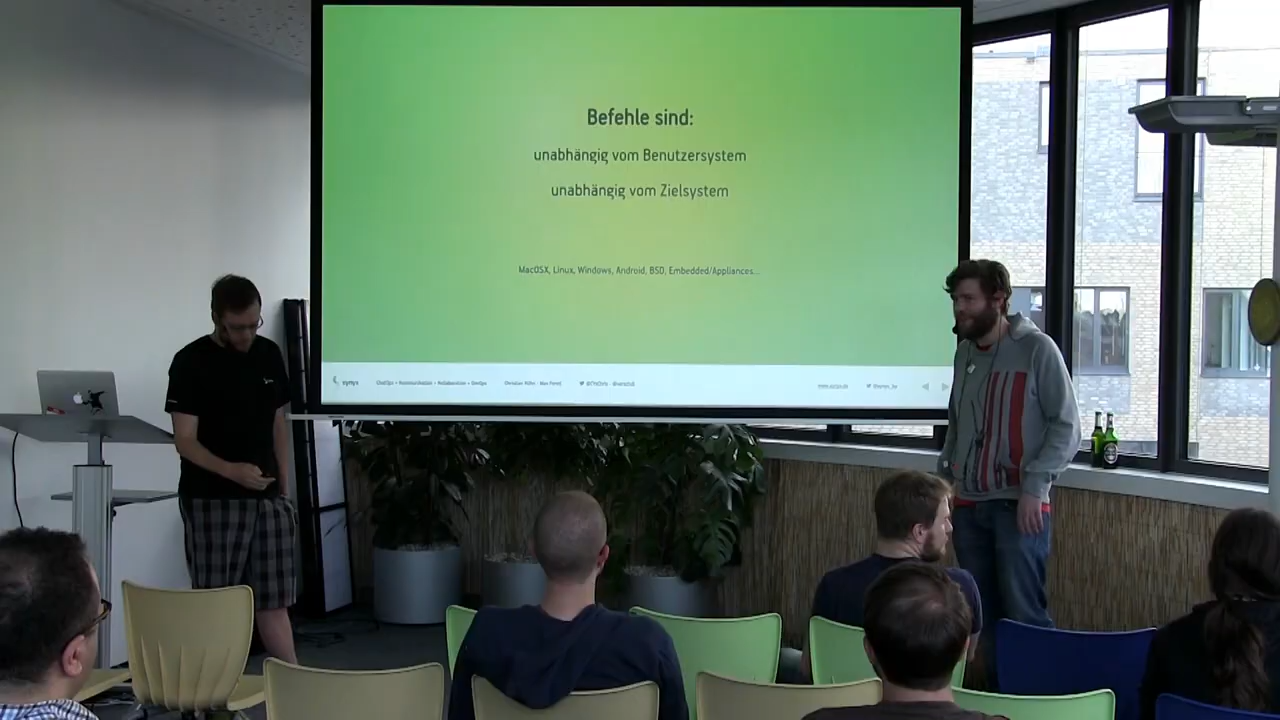 Befehle sind:
unabhängig vom Benutzersystem
unabhängig vom Zielsystem
MacOSX, Linux, Windows, Android, BSD, Embedded/Appliances...